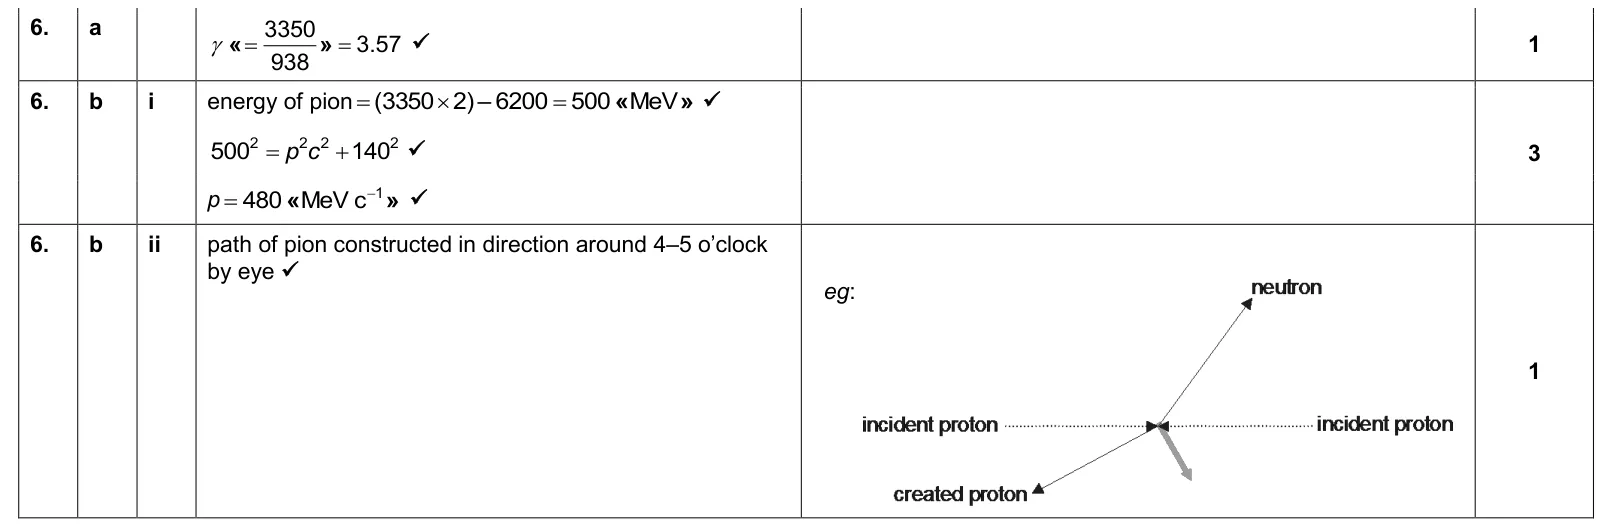 6. a γ «= 3350/938 » = 3.57 ✓ 1
6. b i energy of pion = (3350 × 2) – 6200 = 500 «MeV» ✓
500² = p²c² + 140² ✓
3
p = 480 «MeV c⁻¹» ✓
6. b ii path of pion constructed in direction around 4–5 o’clock
by eye ✓
eg:
neutron
1
incident proton
incident proton
created proton